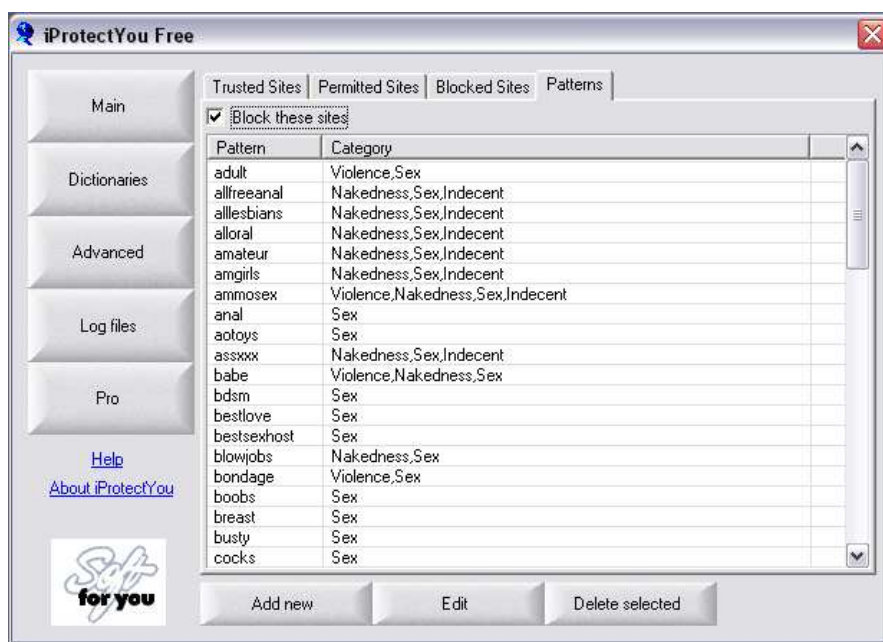 iProtectYou Free
Main
Dictionaries
Advanced
Log files
Pro
Help
About iProtectYou
Soft
for you
Trusted Sites Permitted Sites Blocked Sites Patterns
Block these sites
Pattern Category
adult Violence,Sex
allfreeanal Nakedness,Sex,Indecent
alllesbians Nakedness,Sex,Indecent
alloral Nakedness,Sex,Indecent
amateur Nakedness,Sex,Indecent
amgirls Nakedness,Sex,Indecent
ammosex Violence,Nakedness,Sex,Indecent
anal Sex
aotoys Sex
assxxx Nakedness,Sex,Indecent
babe Violence,Nakedness,Sex
bdsm Sex
bestlove Sex
bestsexhost Sex
blowjobs Nakedness,Sex
bondage Violence,Sex
boobs Sex
breast Sex
busty Sex
cocks Sex
Add new Edit Delete selected